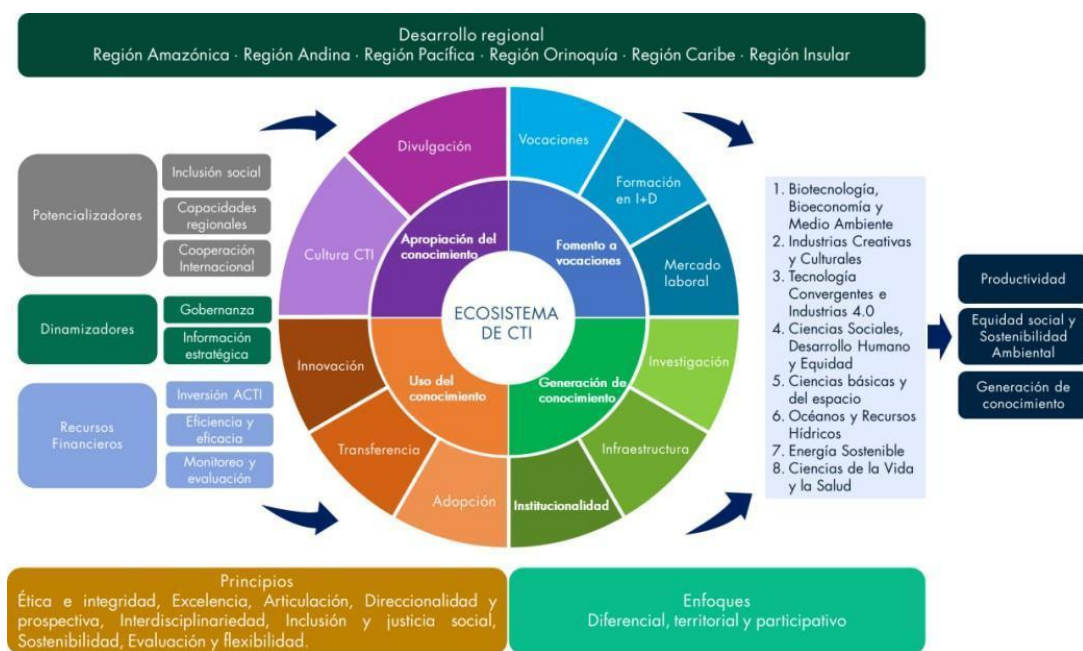 Desarrollo regional
Región Amazónica · Región Andina · Región Pacífica · Región Orinoquía · Región Caribe · Región Insular
Potencializadores
Inclusión social
Capacidades
regionales
Cooperación
Internacional
Dinamizadores
Gobernanza
Información
estratégica
Recursos
Financieros
Inversión ACTI
Eficiencia y
eficacia
Monitoreo y
evaluación
Divulgación
Cultura CTI
Apropiación del
conocimiento
Vocaciones
Formación
en I+D
Mercado
laboral
Fomento a
vocaciones
ECOSISTEMA
DE CTI
Innovación
Transferencia
Adopción
Uso del
conocimiento
Generación de
conocimiento
Investigación
Infraestructura
Institucionalidad
1. Biotecnología,
Bioeconomía y
Medio Ambiente
2. Industrias Creativas
y Culturales
3. Tecnología
Convergentes e
Industrias 4.0
4. Ciencias Sociales,
Desarrollo Humano
y Equidad
5. Ciencias básicas y
del espacio
6. Océanos y Recursos
Hídricos
7. Energía Sostenible
8. Ciencias de la Vida
y la Salud
Productividad
Equidad social y
Sostenibilidad
Ambiental
Generación de
conocimiento
Principios
Ética e integridad, Excelencia, Articulación, Direccionalidad y
prospectiva, Interdisciplinariedad, Inclusión y justicia social,
Sostenibilidad, Evaluación y flexibilidad.
Enfoques
Diferencial, territorial y participativo